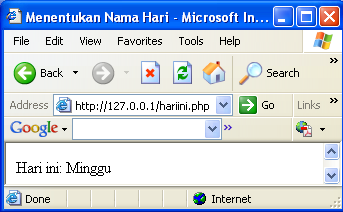 Menentukan Nama Hari - Microsoft In...
File Edit View Favorites Tools Help
Back Search
Address http://127.0.0.1/hariini.php Go Links
Google
Hari ini: Minggu
Done Internet